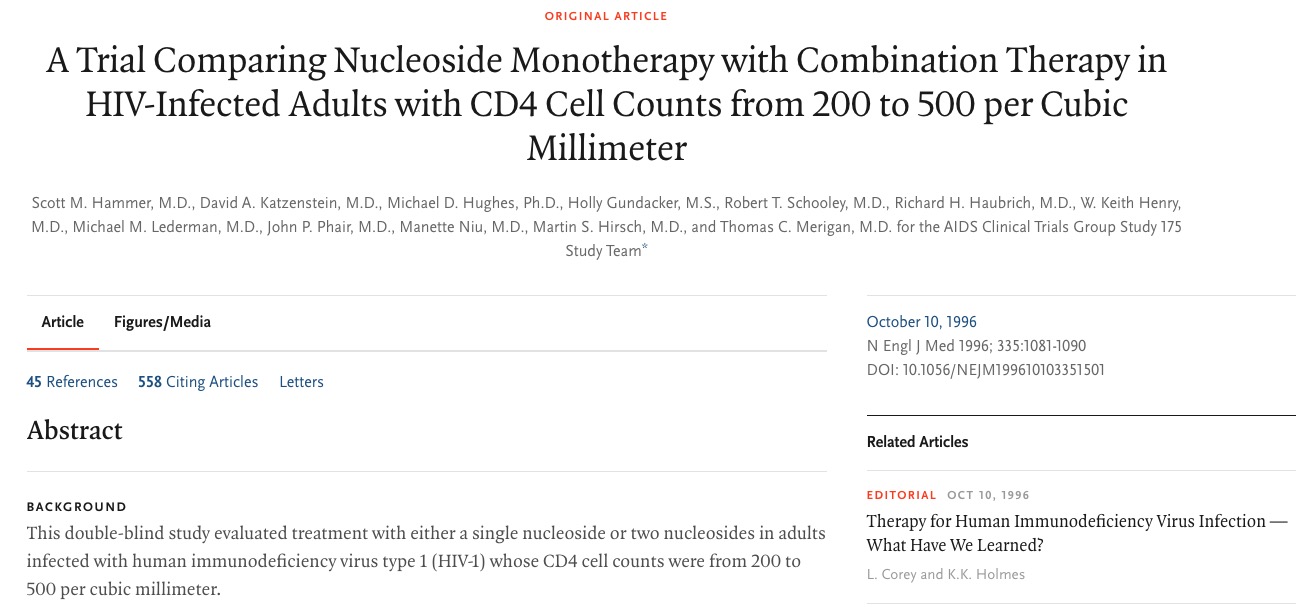 ORIGINAL ARTICLE
A Trial Comparing Nucleoside Monotherapy with Combination Therapy in
HIV-Infected Adults with CD4 Cell Counts from 200 to 500 per Cubic
Millimeter
Scott M. Hammer, M.D., David A. Katzenstein, M.D., Michael D. Hughes, Ph.D., Holly Gundacker, M.S., Robert T. Schooley, M.D., Richard H. Haubrich, M.D., W. Keith Henry,
M.D., Michael M. Lederman, M.D., John P. Phair, M.D., Manette Niu, M.D., Martin S. Hirsch, M.D., and Thomas C. Merigan, M.D. for the AIDS Clinical Trials Group Study 175
Study Team*
Article Figures/Media
45 References 558 Citing Articles Letters
Abstract
BACKGROUND
This double-blind study evaluated treatment with either a single nucleoside or two nucleosides in adults
infected with human immunodeficiency virus type 1 (HIV-1) whose CD4 cell counts were from 200 to
500 per cubic millimeter.
October 10, 1996
N Engl J Med 1996; 335:1081-1090
DOI: 10.1056/NEJM199610103351501
Related Articles
EDITORIAL OCT 10, 1996
Therapy for Human Immunodeficiency Virus Infection —
What Have We Learned?
L. Corey and K.K. Holmes